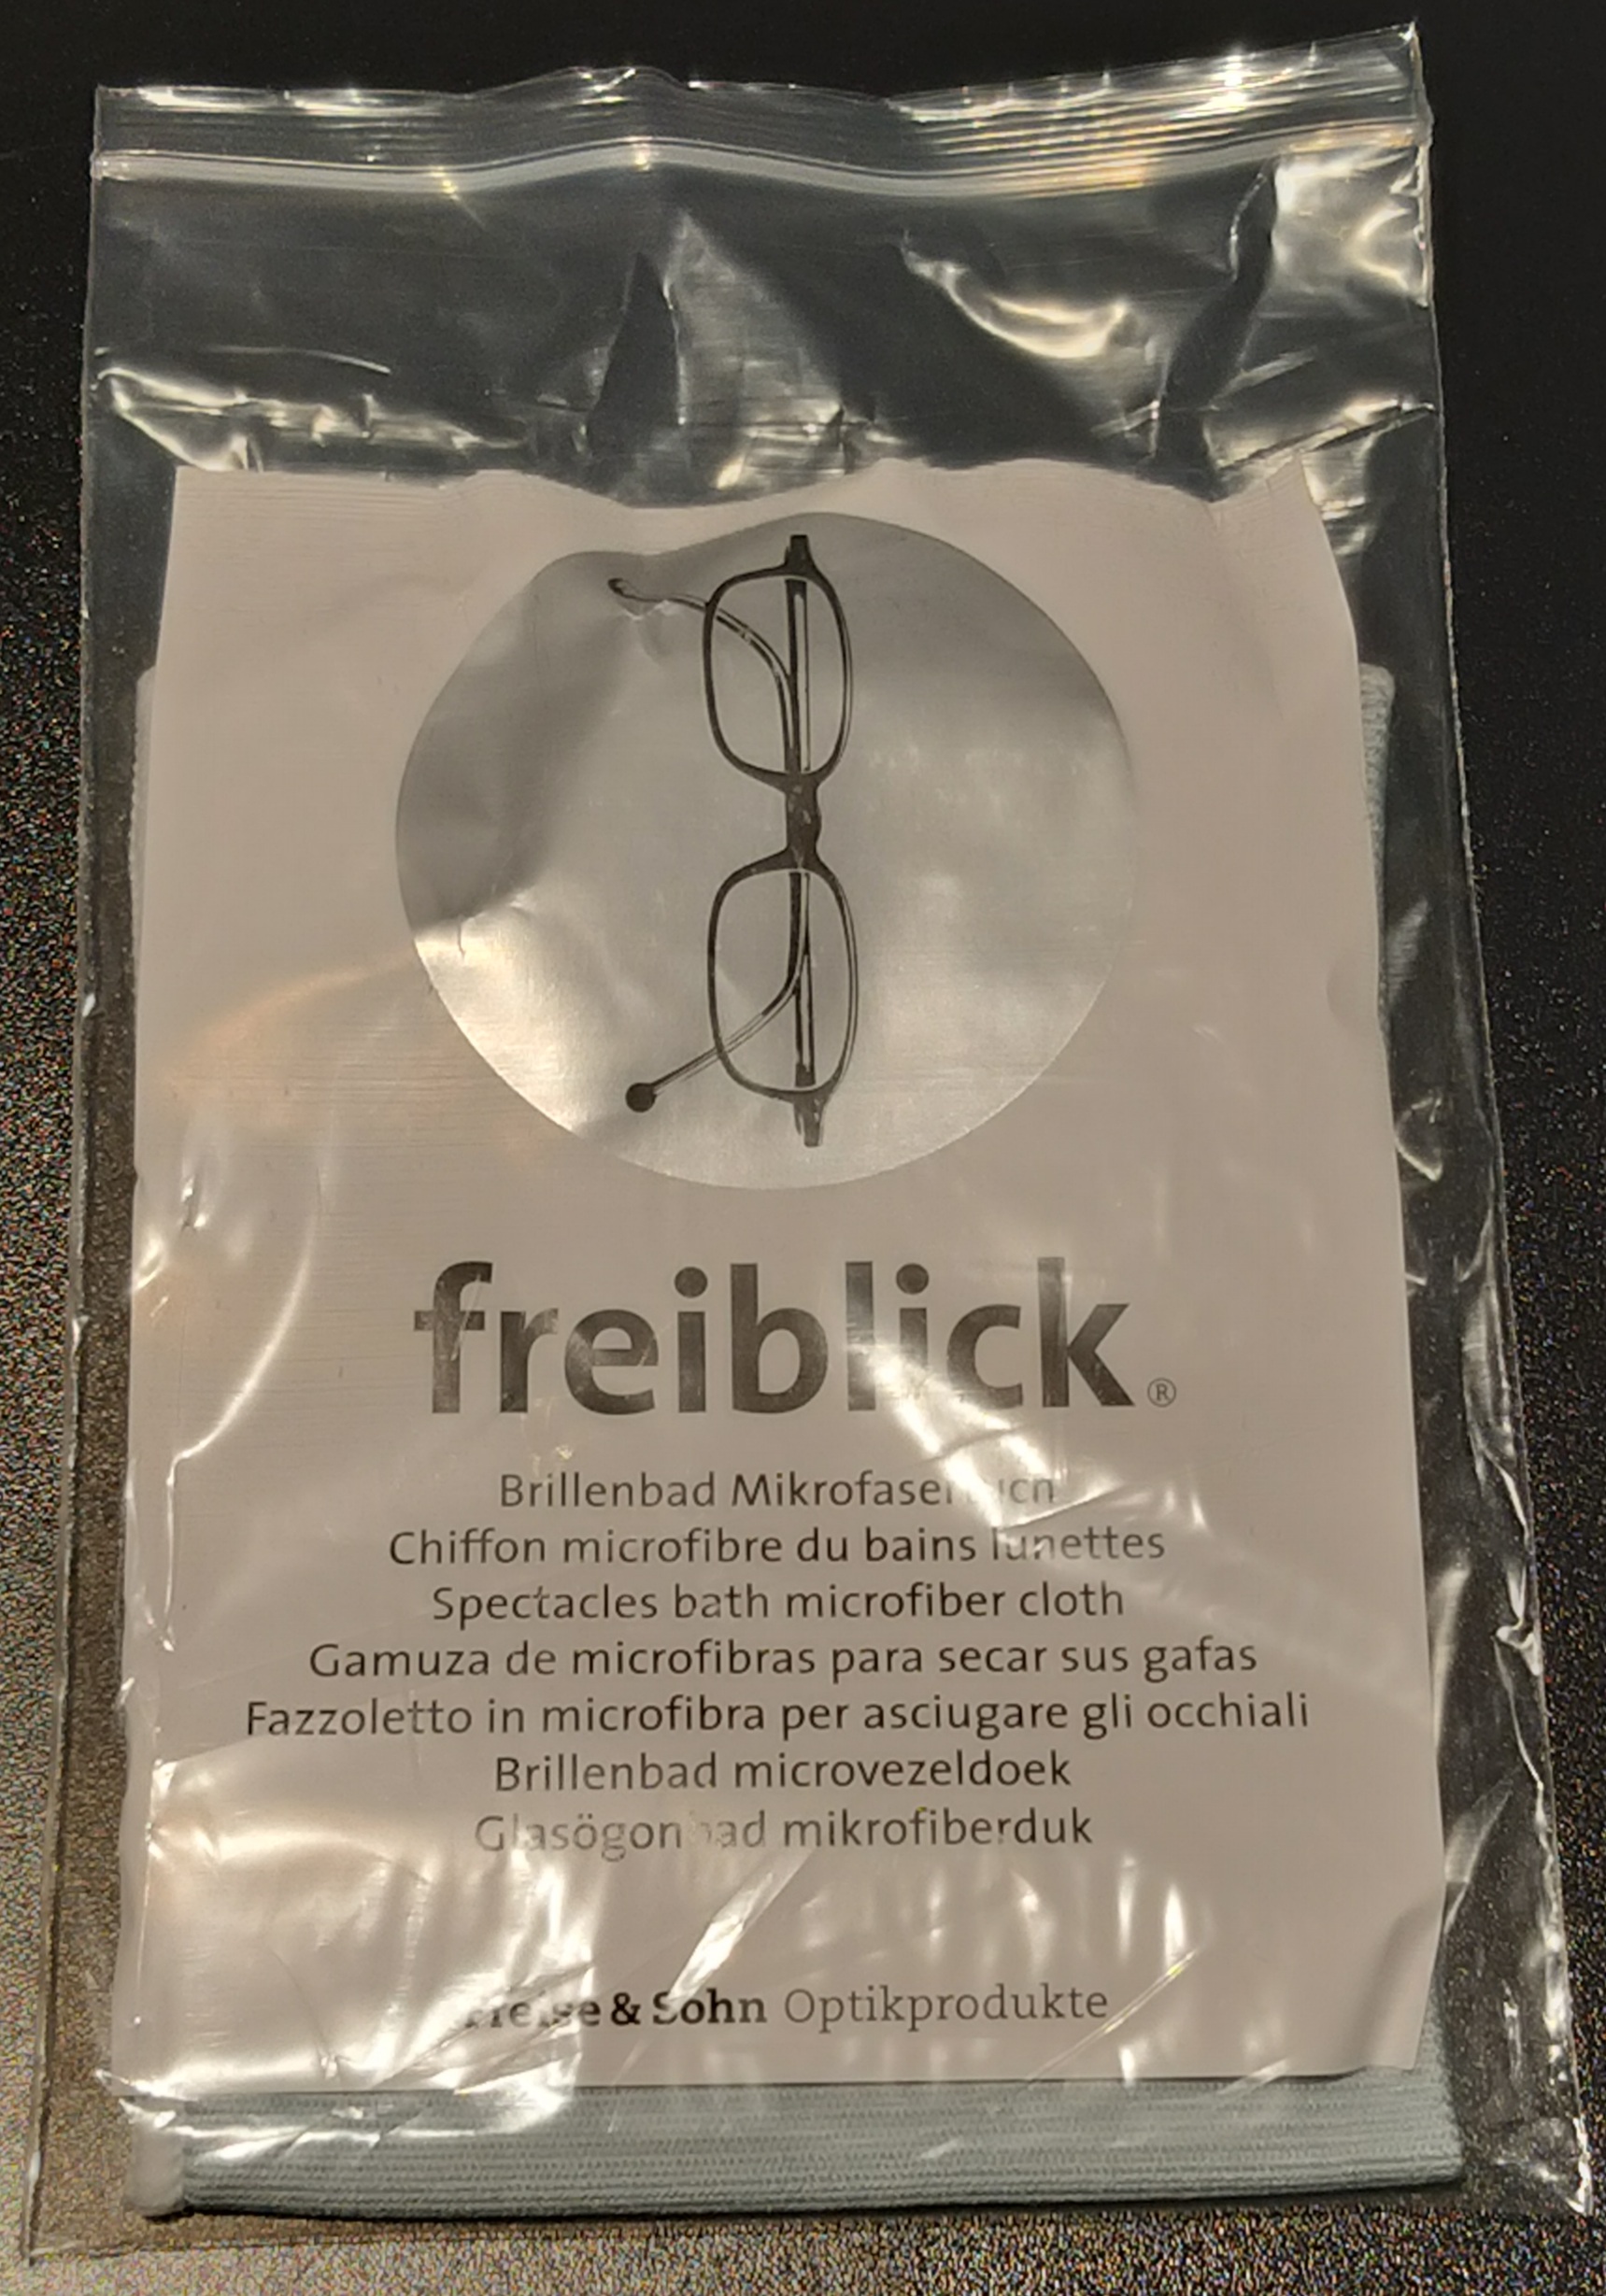 freiblick®
Brillenbad
Chiffon microfibre du bains lunettes
Spectacles bath microfiber cloth
Gamuza de microfibras para secar sus gafas
Fazzoletto in microfibra per asciugare gli occhiali
Brillenbad microvezeldoek
Glasögonbad mikrofiberduk
& Sohn Optikprodukte